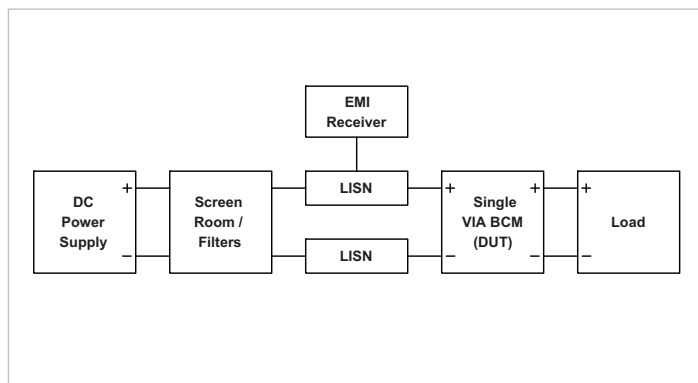 EMI
Receiver
DC
Power
Supply
+
−
Screen
Room /
Filters
LISN
LISN
+
−
Single
VIA BCM
(DUT)
+
−
+
−
Load